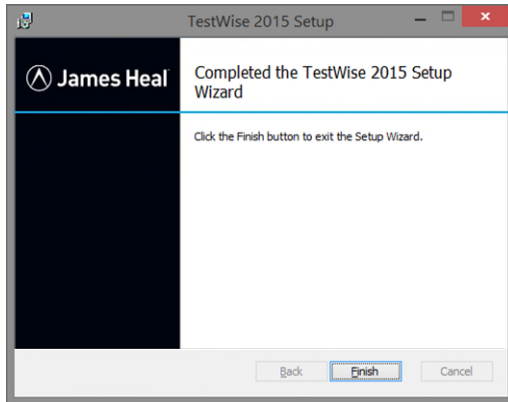 TestWise 2015 Setup
James Heal
Completed the TestWise 2015 Setup
Wizard
Click the Finish button to exit the Setup Wizard.
Back
Finish
Cancel